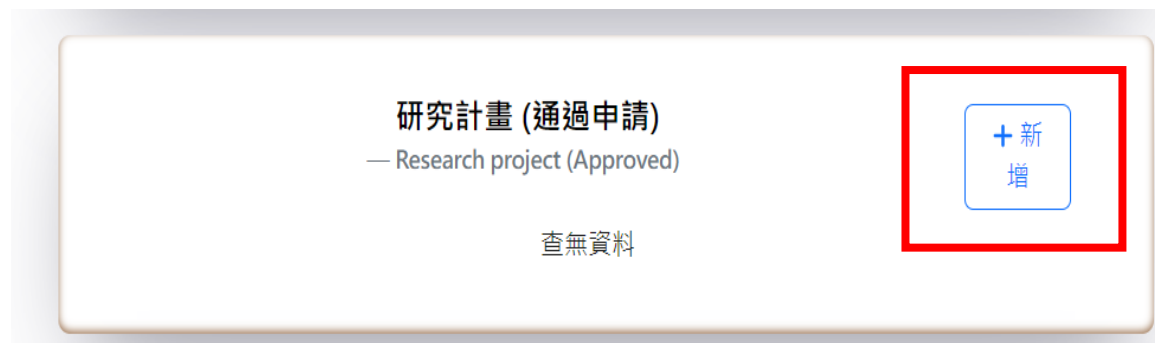 研究計畫 (通過申請)
— Research project (Approved)
+ 新
增
查無資料